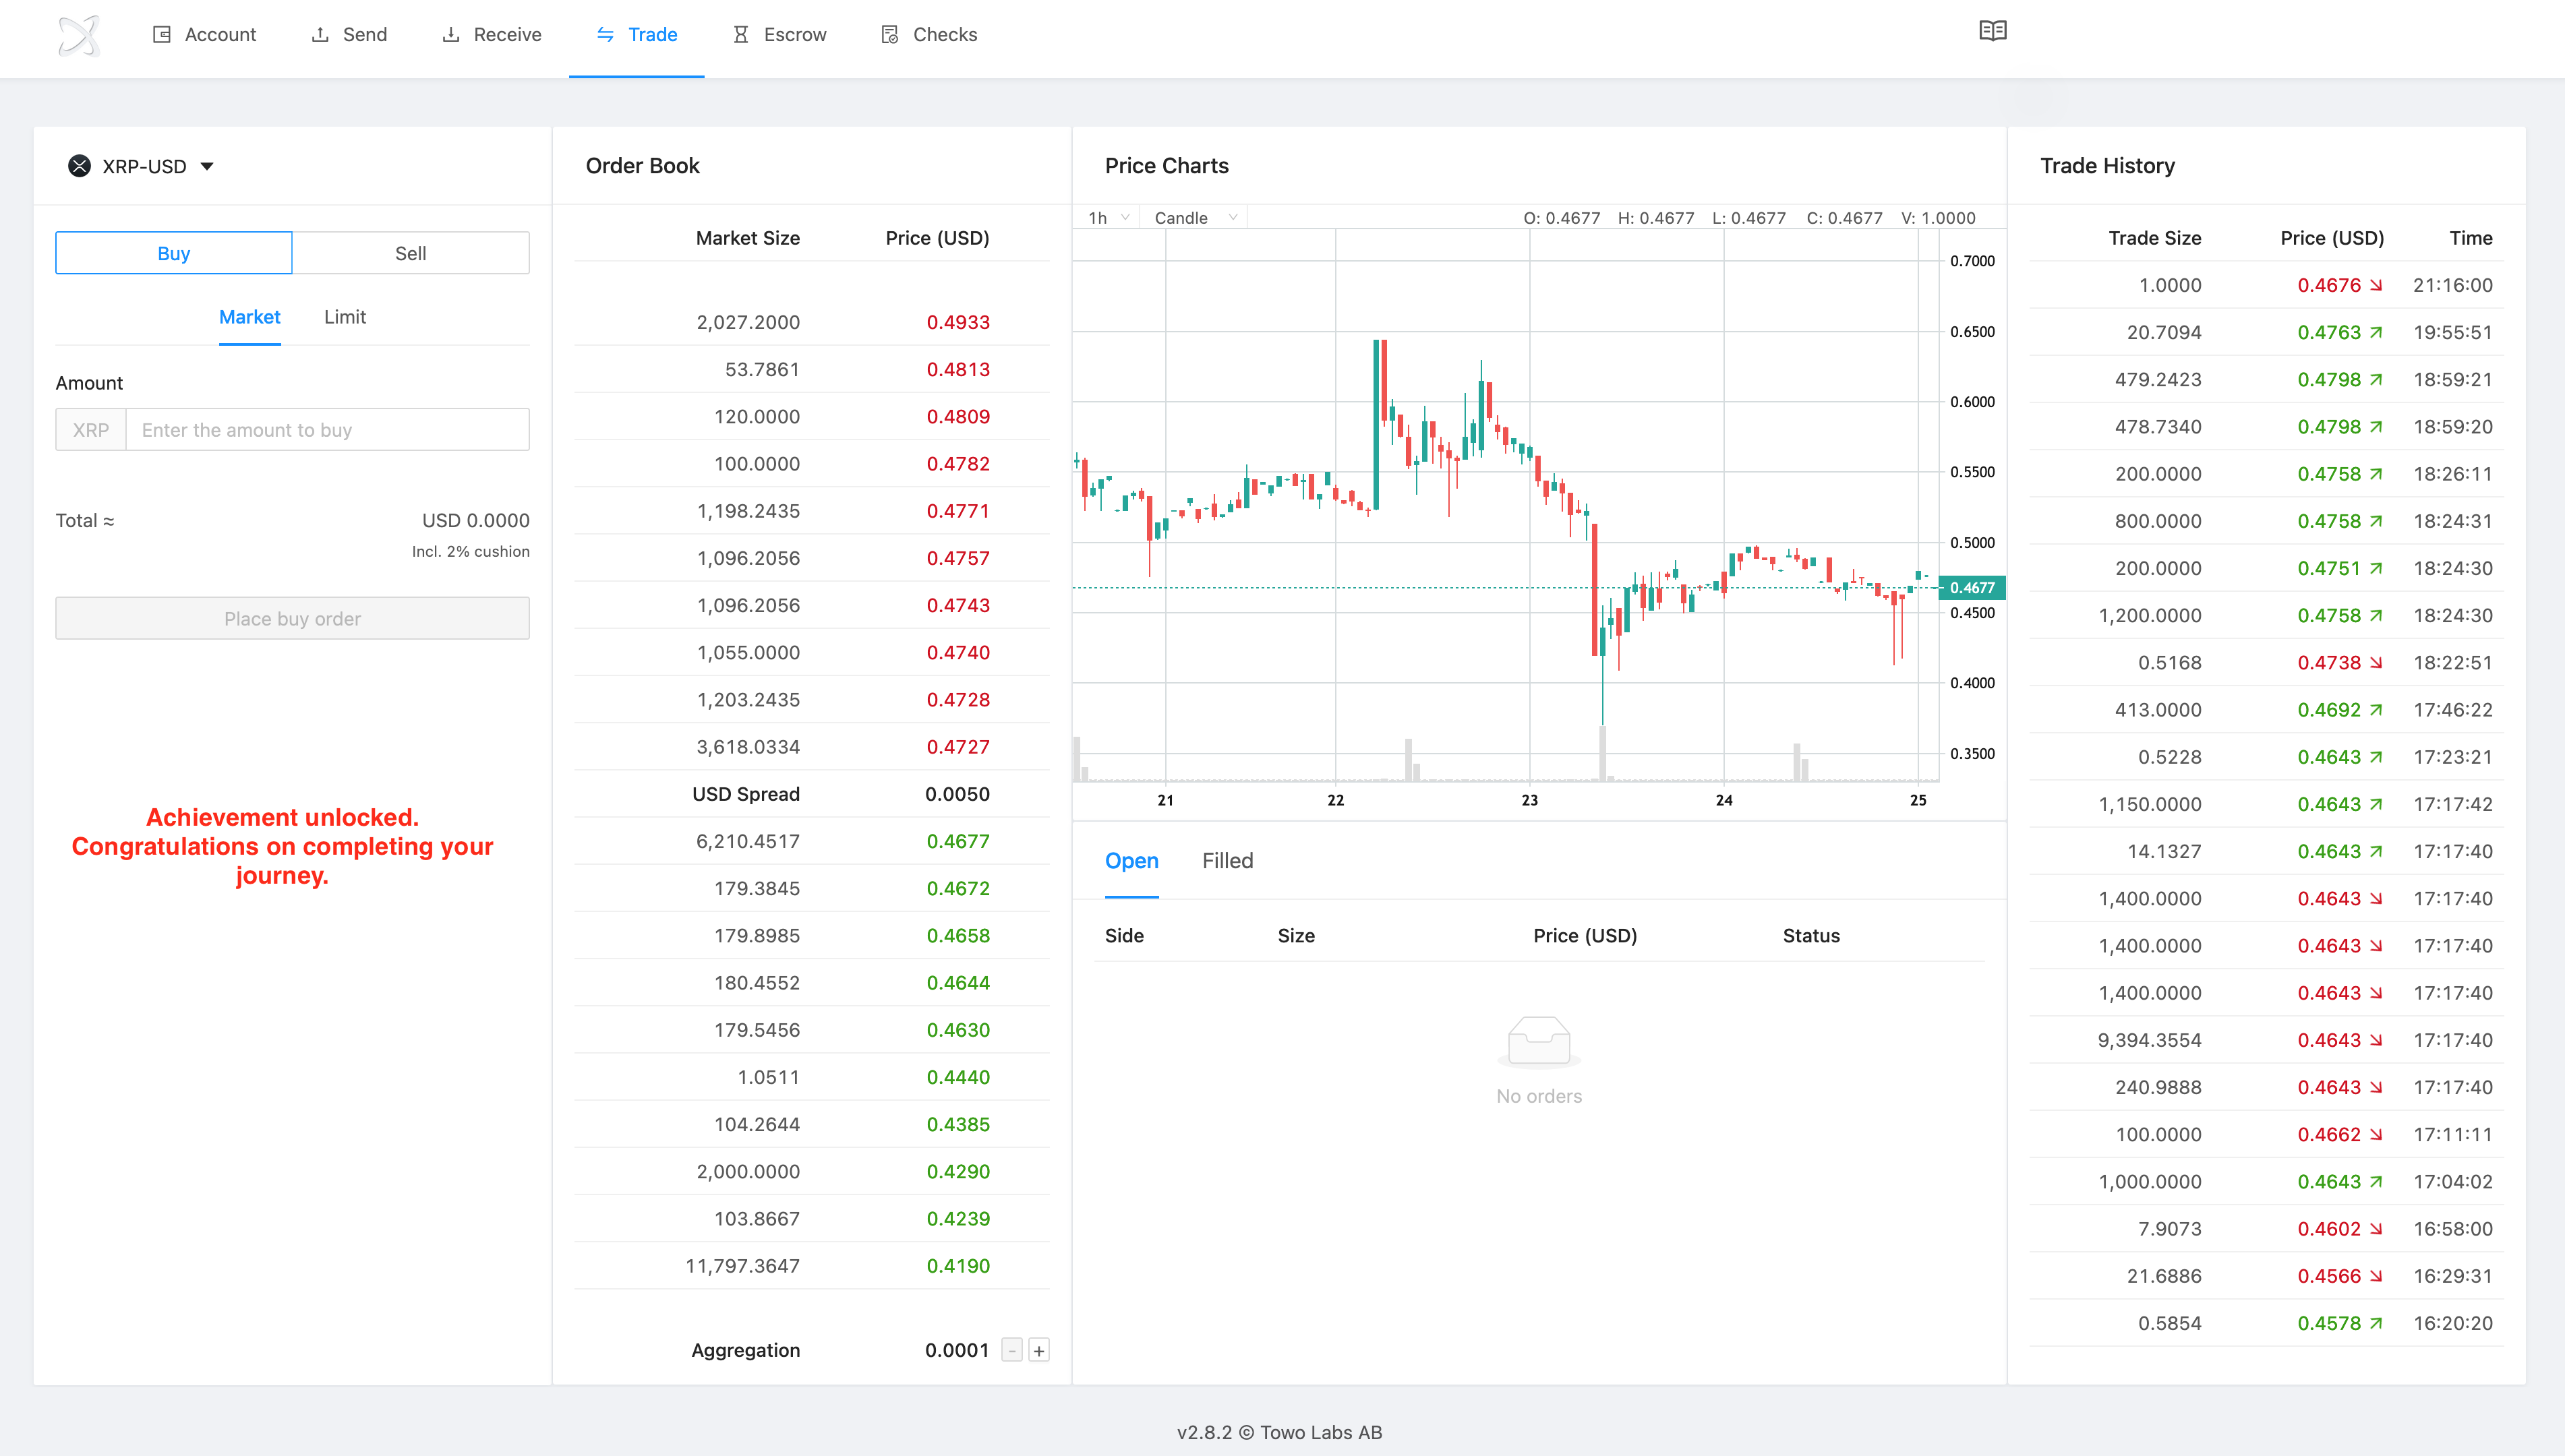 Account Send Receive Trade Escrow Checks
XRP-USD
Buy Sell
Market Limit
Amount
XRP Enter the amount to buy
Total ≈ USD 0.0000
Incl. 2% cushion
Place buy order
Achievement unlocked.
Congratulations on completing your
journey.
Order Book
Market Size Price (USD)
2,027.2000 0.4933
53.7861 0.4813
120.0000 0.4809
100.0000 0.4782
1,198.2435 0.4771
1,096.2056 0.4757
1,096.2056 0.4743
1,055.0000 0.4740
1,203.2435 0.4728
3,618.0334 0.4727
USD Spread 0.0050
6,210.4517 0.4677
179.3845 0.4672
179.8985 0.4658
180.4552 0.4644
179.5456 0.4630
1.0511 0.4440
104.2644 0.4385
2,000.0000 0.4290
103.8667 0.4239
11,797.3647 0.4190
Aggregation 0.0001 - +
Price Charts
1h Candle O: 0.4677 H: 0.4677 L: 0.4677 C: 0.4677 V: 1.0000
0.7000
0.6500
0.6000
0.5500
0.5000
0.4677
0.4500
0.4000
0.3500
21 22 23 24 25
Open Filled
Side Size Price (USD) Status
No orders
Trade History
Trade Size Price (USD) Time
1.0000 0.4676 21:16:00
20.7094 0.4763 19:55:51
479.2423 0.4798 18:59:21
478.7340 0.4798 18:59:20
200.0000 0.4758 18:26:11
800.0000 0.4758 18:24:31
200.0000 0.4751 18:24:30
1,200.0000 0.4758 18:24:30
0.5168 0.4738 18:22:51
413.0000 0.4692 17:46:22
0.5228 0.4643 17:23:21
1,150.0000 0.4643 17:17:42
14.1327 0.4643 17:17:40
1,400.0000 0.4643 17:17:40
1,400.0000 0.4643 17:17:40
1,400.0000 0.4643 17:17:40
9,394.3554 0.4643 17:17:40
240.9888 0.4643 17:17:40
100.0000 0.4662 17:11:11
1,000.0000 0.4643 17:04:02
7.9073 0.4602 16:58:00
21.6886 0.4566 16:29:31
0.5854 0.4578 16:20:20
v2.8.2 © Towo Labs AB